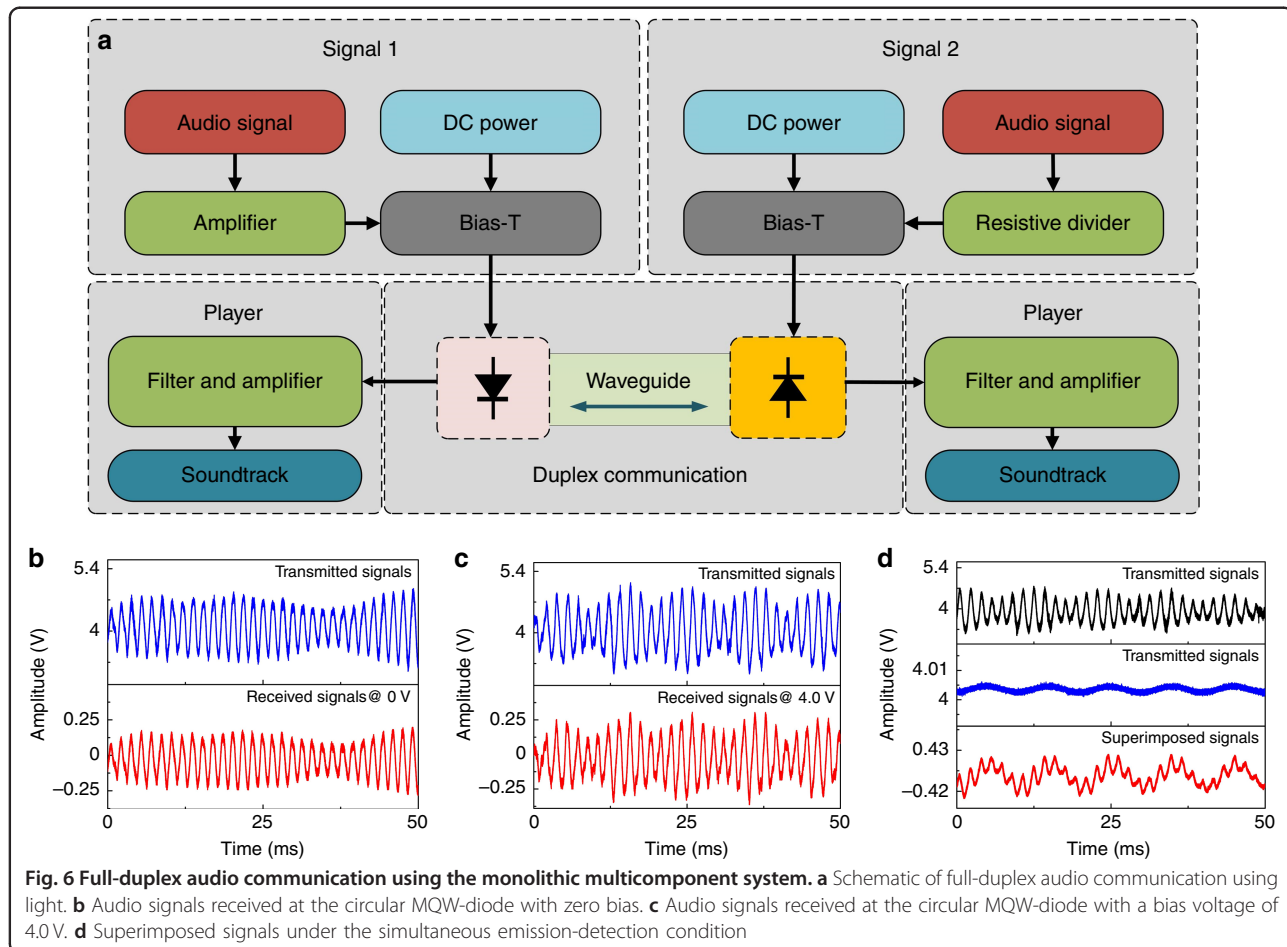 a
Signal 1
Signal 2
Audio signal
DC power
DC power
Audio signal
Amplifier
Bias-T
Bias-T
Resistive divider
Player
Player
Filter and amplifier
Waveguide
Filter and amplifier
Soundtrack
Duplex communication
Soundtrack
b
Transmitted signals
5.4
4
Received signals@ 0 V
0.25
0
−0.25
Amplitude (V)
0
25
50
Time (ms)
c
Transmitted signals
5.4
4
Received signals@ 4.0 V
0.25
0
−0.25
Amplitude (V)
0
25
50
Time (ms)
d
Transmitted signals
5.4
4
Transmitted signals
4.01
4
Superimposed signals
0.43
−0.42
Amplitude (V)
0
25
50
Time (ms)
Fig. 6 Full-duplex audio communication using the monolithic multicomponent system. a Schematic of full-duplex audio communication using
light. b Audio signals received at the circular MQW-diode with zero bias. c Audio signals received at the circular MQW-diode with a bias voltage of
4.0 V. d Superimposed signals under the simultaneous emission-detection condition